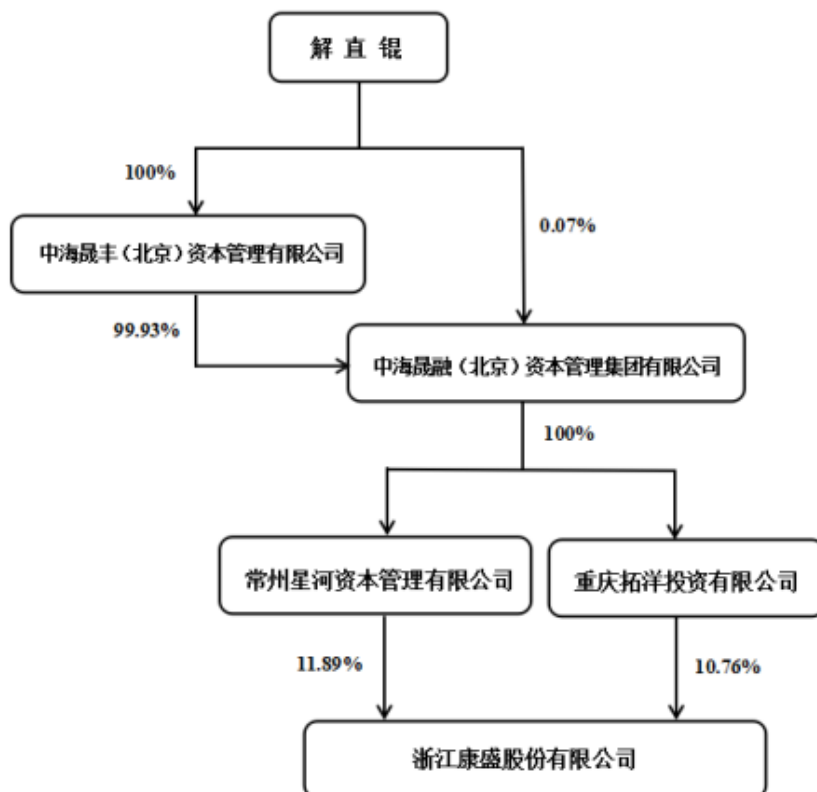 解直锟
100%
0.07%
中海晟丰（北京）资本管理有限公司
99.93%
中海晟融（北京）资本管理集团有限公司
100%
常州星河资本管理有限公司
重庆拓洋投资有限公司
11.89%
10.76%
浙江康盛股份有限公司